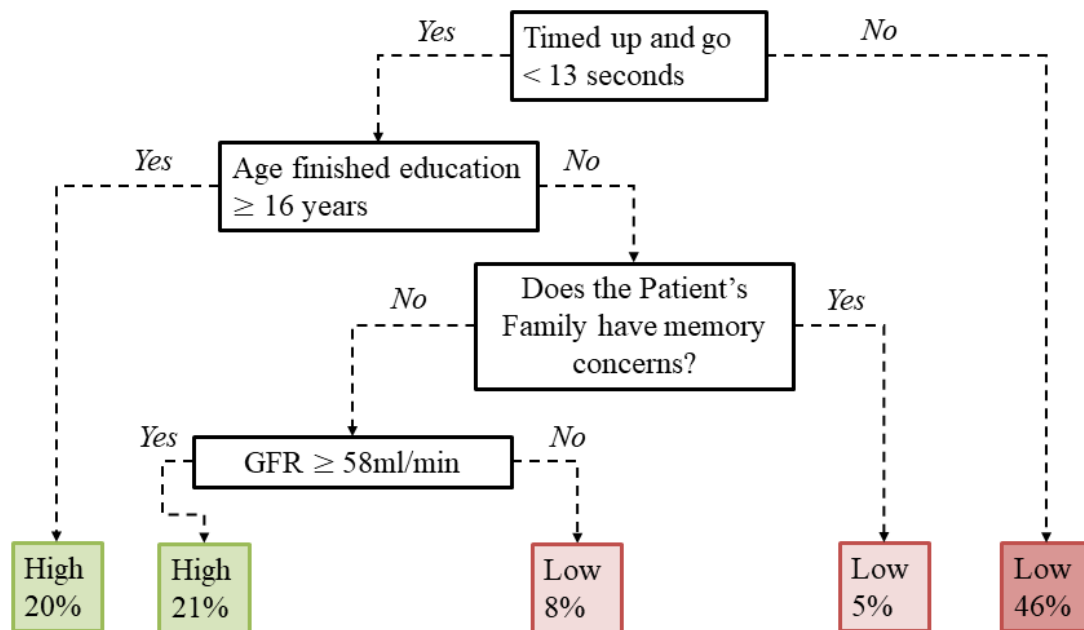 Yes
Timed up and go
< 13 seconds
No
Yes
Age finished education
≥ 16 years
No
No
Does the Patient’s
Family have memory
concerns?
Yes
Yes
GFR ≥ 58ml/min
No
High
20%
High
21%
Low
8%
Low
5%
Low
46%